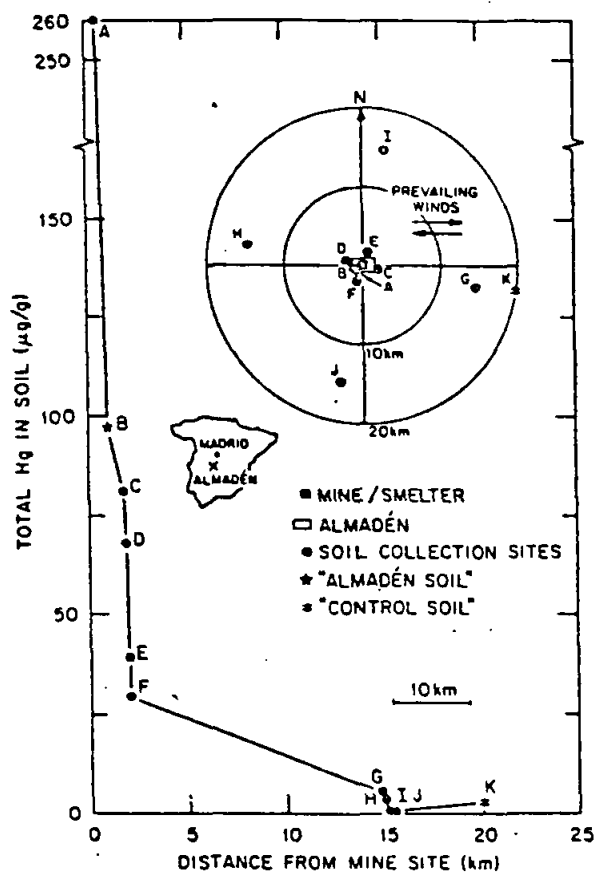 TOTAL Hg IN SOIL (µg/g)
260
250
150
100
50
0
A
B
C
D
E
F
G
H
I
J
K
N
I
PREVAILING
WINDS
H
D
E
B
C
F
A
G
K
J
10km
20km
MADRID
ALMADÉN
MINE/SMELTER
ALMADÉN
SOIL COLLECTION SITES
"ALMADÉN SOIL"
"CONTROL SOIL"
10km
0
5
10
15
20
25
DISTANCE FROM MINE SITE (km)